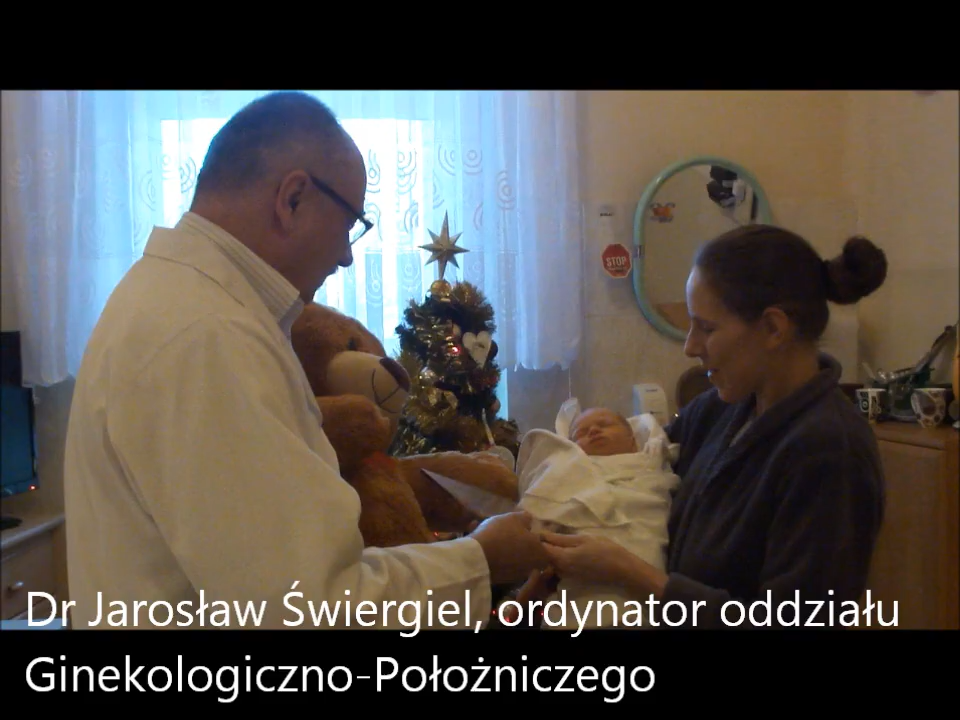 STOP
Dr Jarosław Świergiel, ordynator oddziału
Ginekologiczno-Położniczego